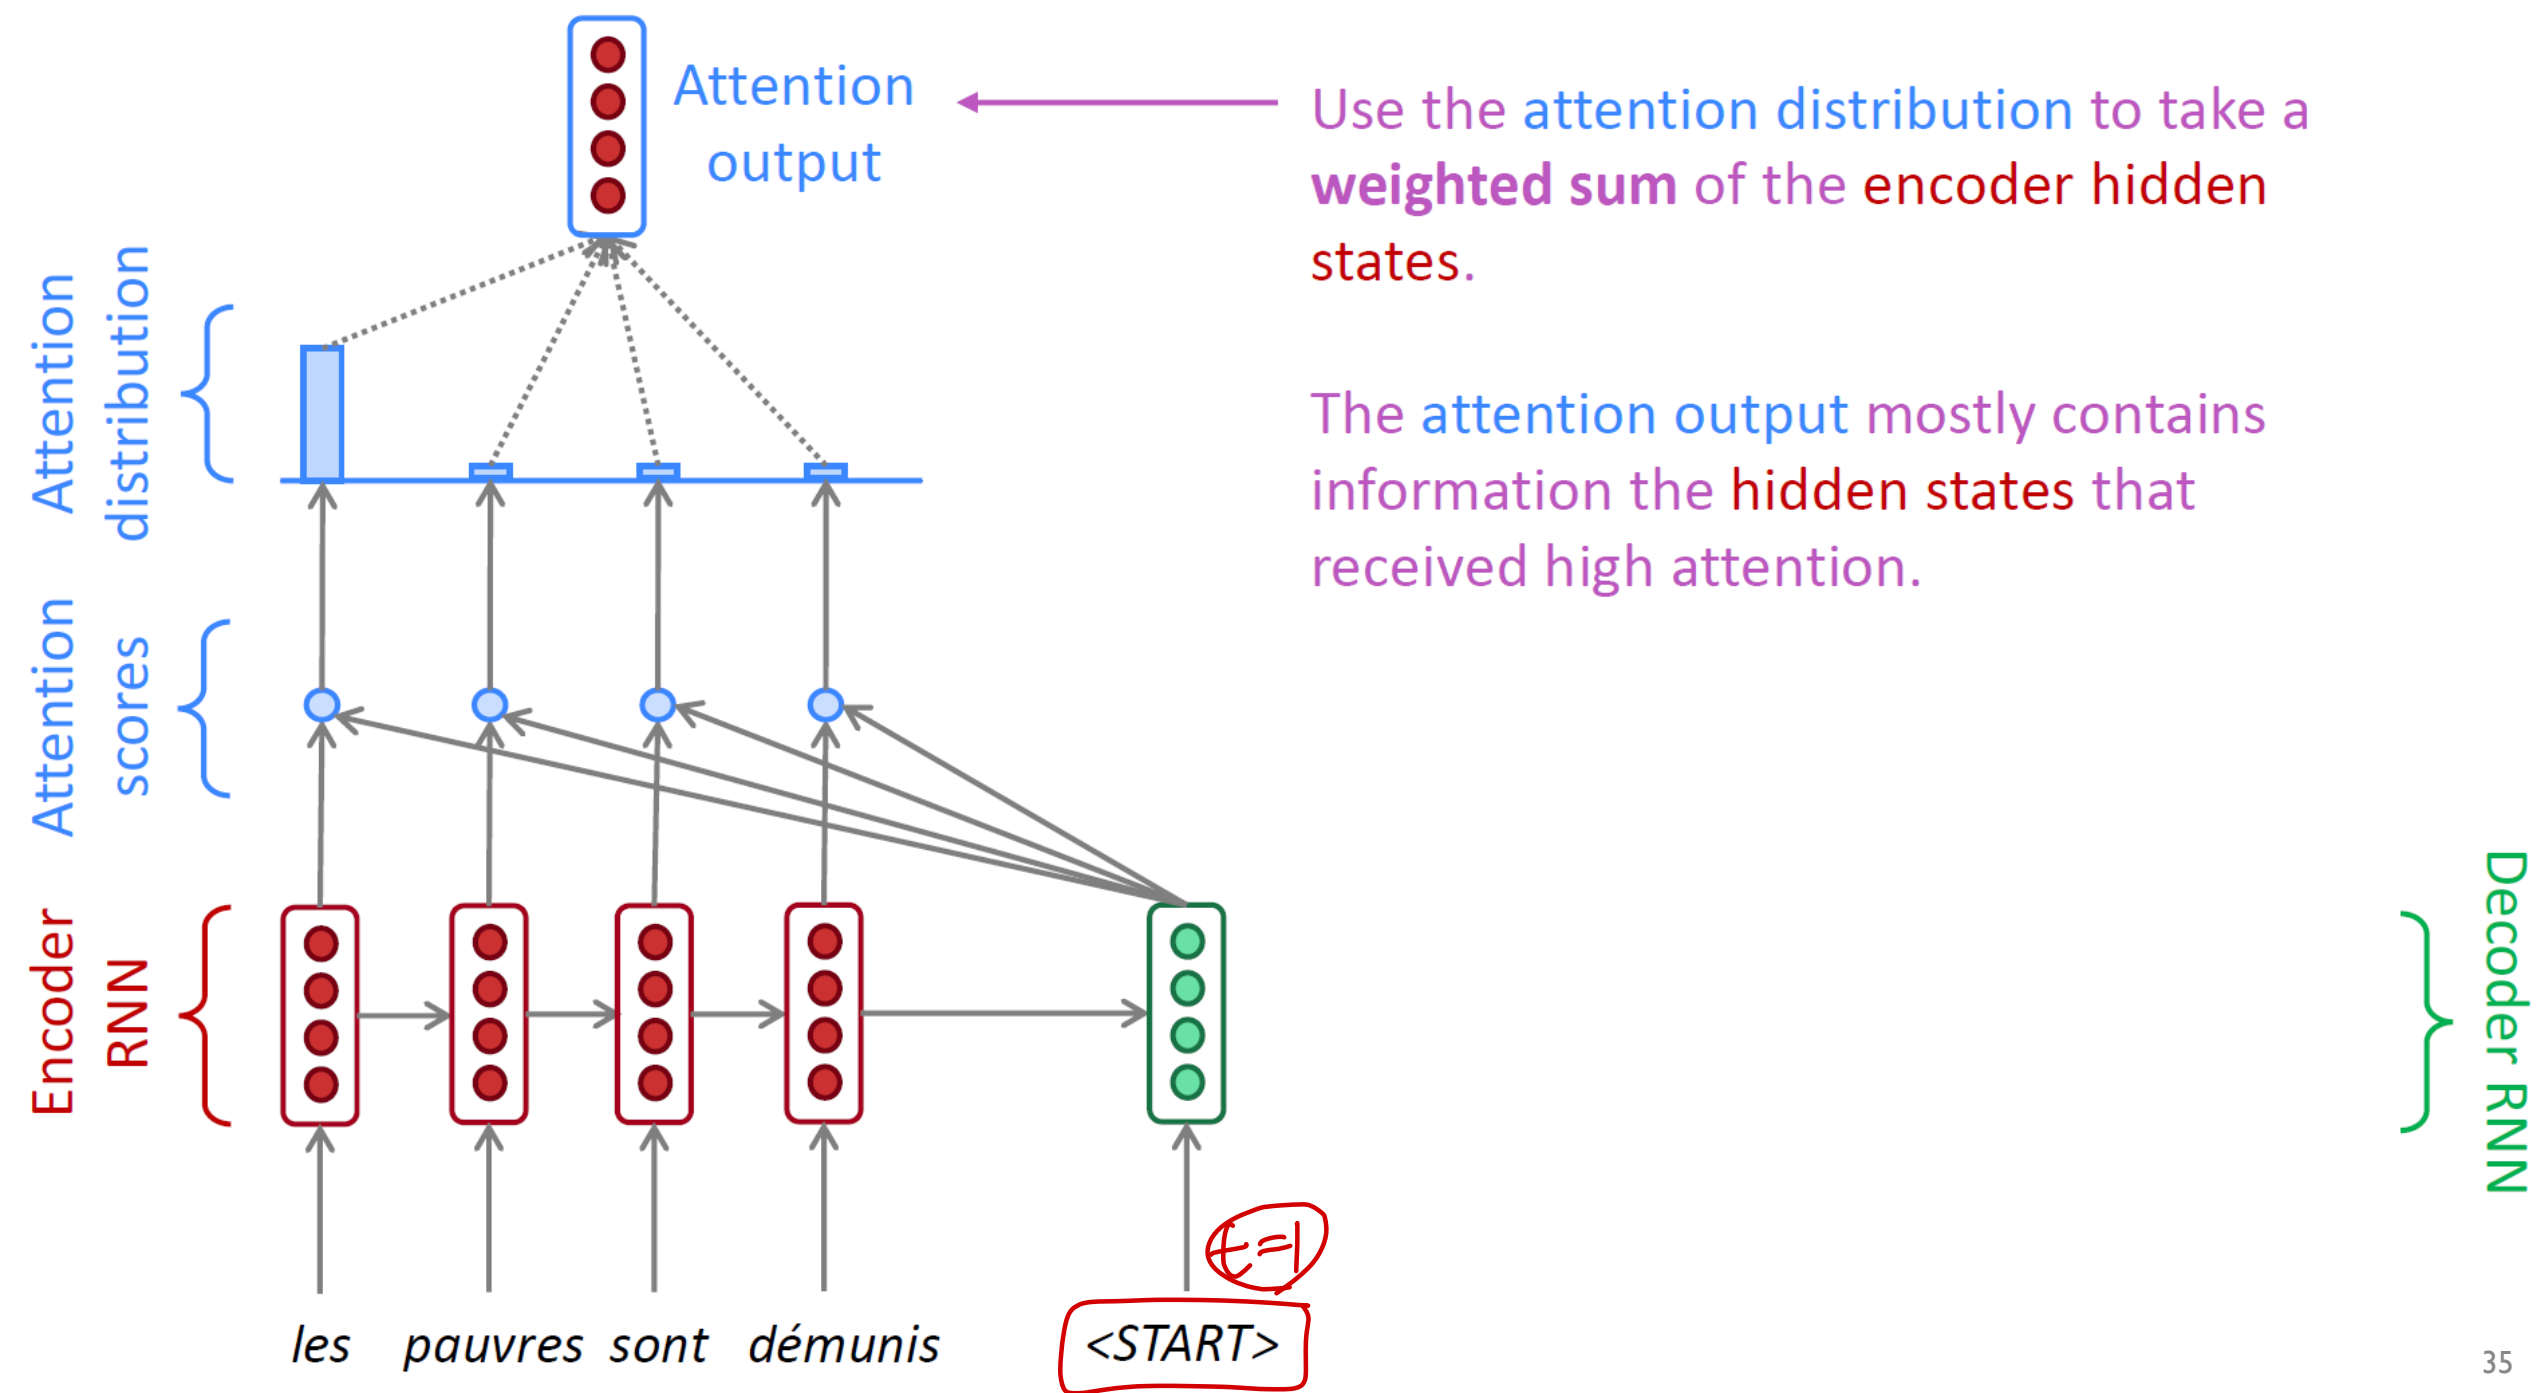 Attention
output
Use the attention distribution to take a
weighted sum of the encoder hidden
states.
The attention output mostly contains
information the hidden states that
received high attention.
Attention
distribution
Attention
scores
Encoder
RNN
Decoder RNN
t=1
les pauvres sont démunis <START>
35